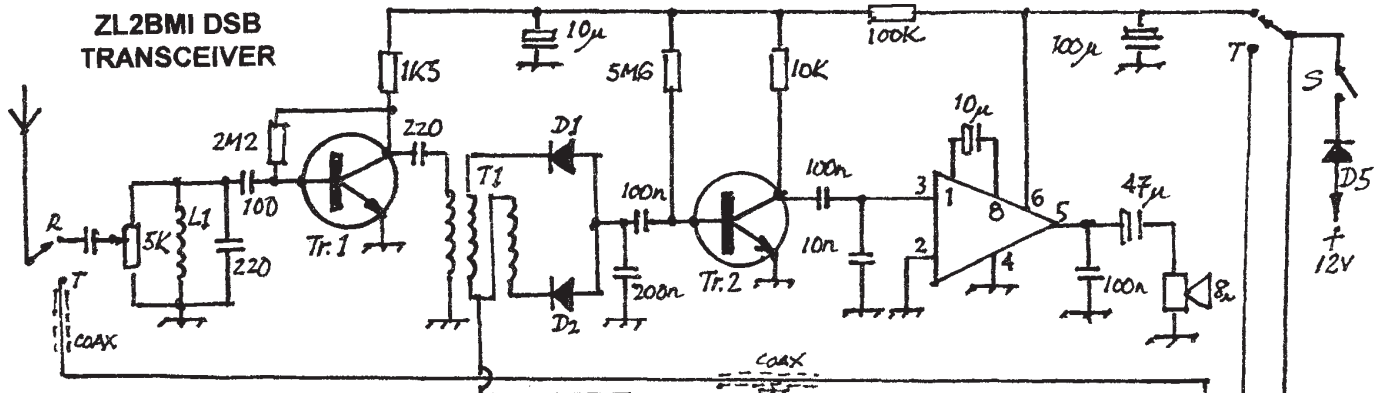 ZL2BMI DSB
TRANSCEIVER
10µ
100K
100µ
T
S
1K5
5M6
10K
2M2
220
D1
10µ
D5
100
Tr.1
T1
100n
100n
3
1
8
6
5
47µ
+
12V
R
5K
L1
220
T
COAX
D2
200n
Tr.2
10n
2
4
100n
8Ω
COAX